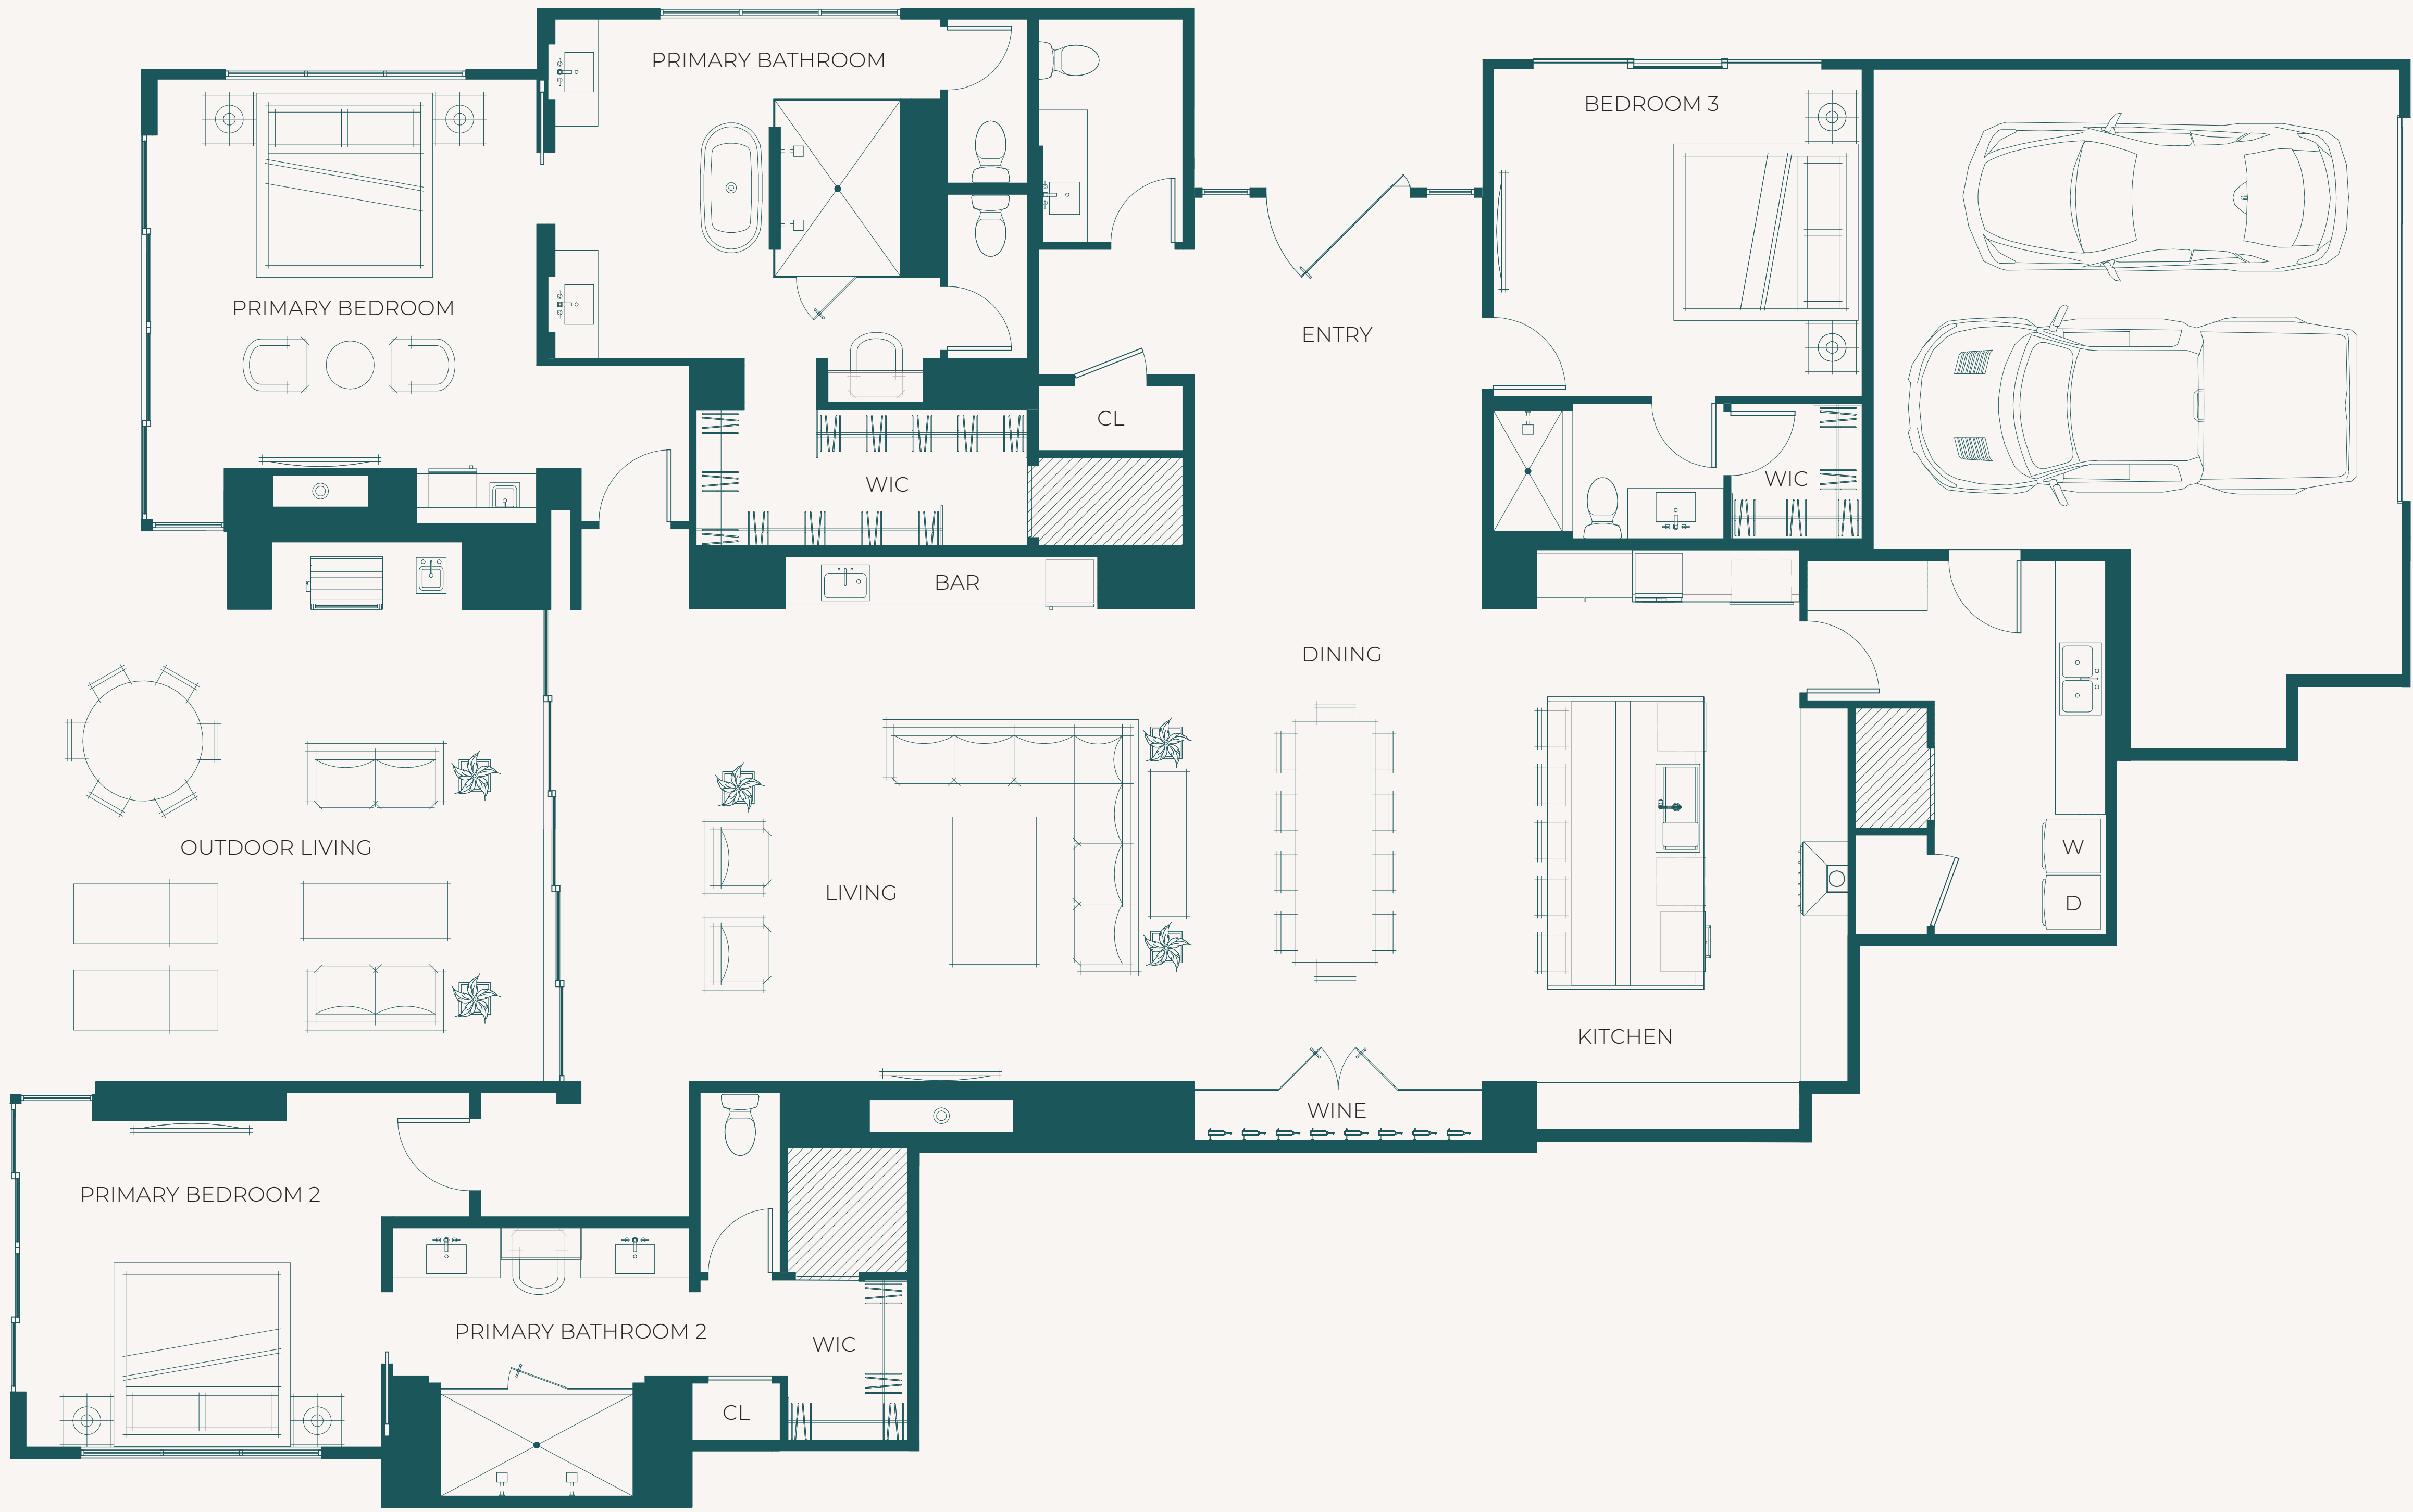 PRIMARY BATHROOM
BEDROOM 3
PRIMARY BEDROOM
ENTRY
CL
WIC
WIC
BAR
DINING
OUTDOOR LIVING
W
LIVING
D
KITCHEN
WINE
PRIMARY BEDROOM 2
PRIMARY BATHROOM 2
WIC
CL